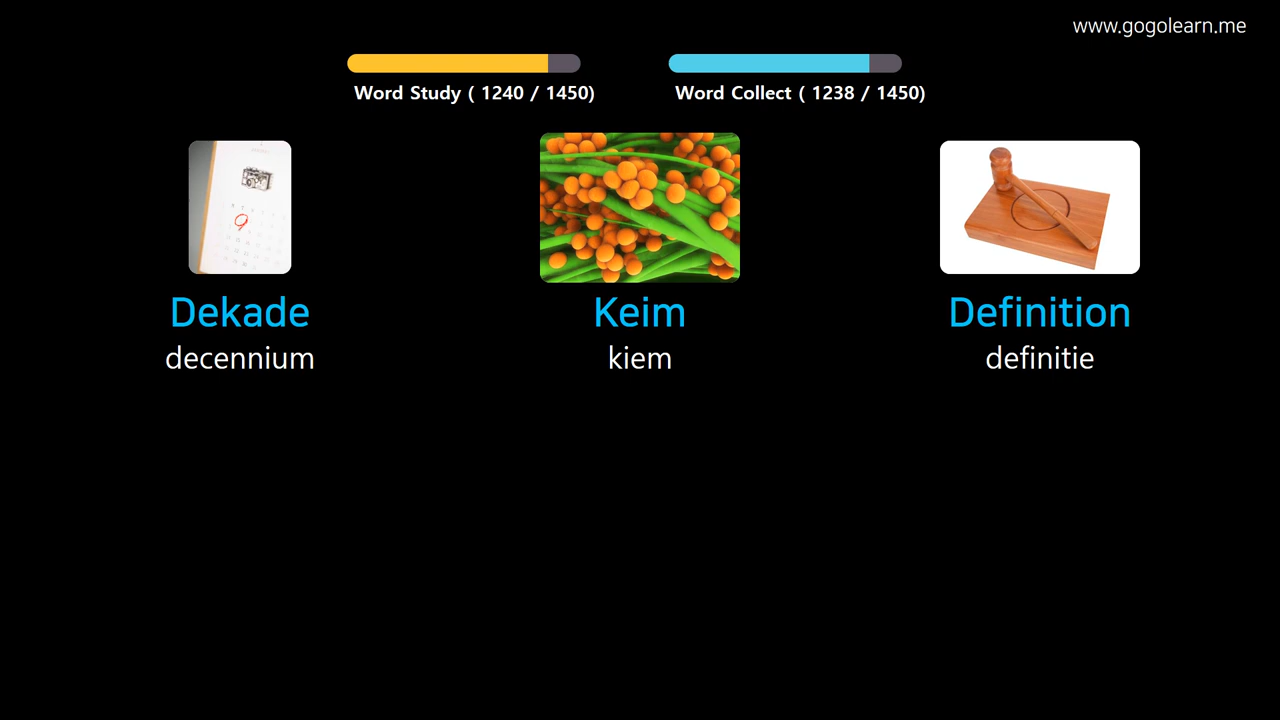 www.gogolearn.me
Word Study ( 1240 / 1450)
Word Collect ( 1238 / 1450)
Dekade
Keim
Definition
decennium
kiem
definitie